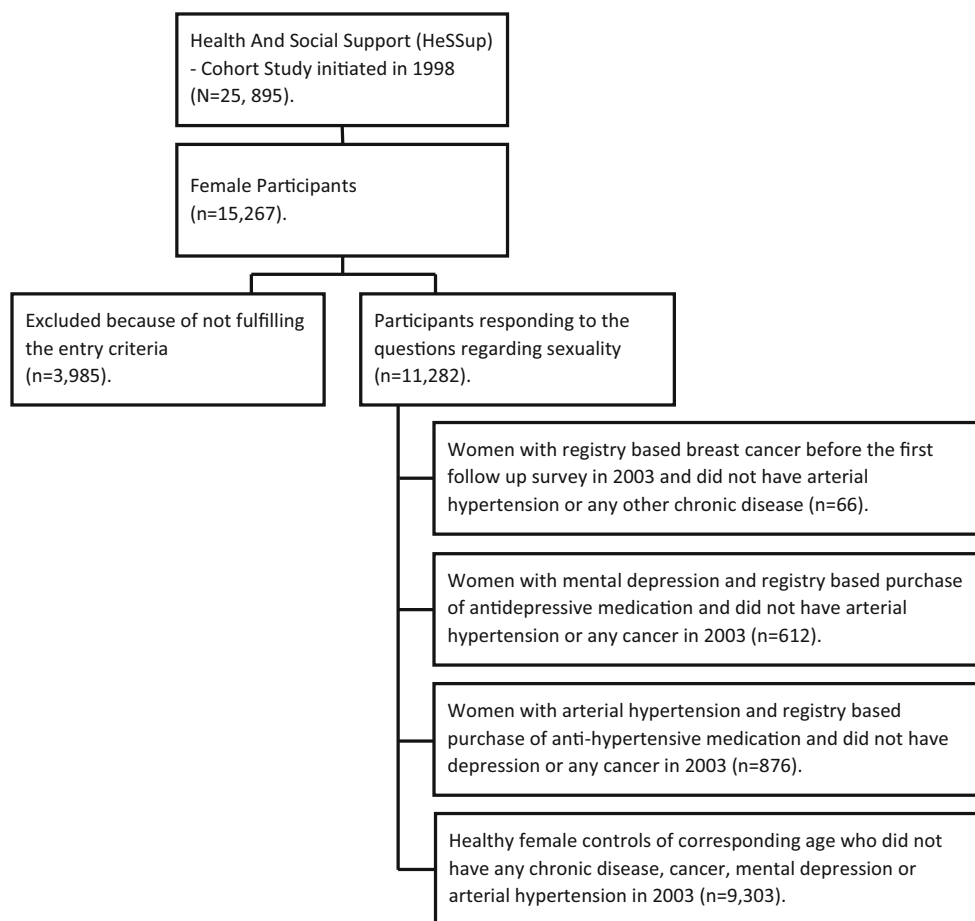 Health And Social Support (HeSSup)
- Cohort Study initiated in 1998
(N=25, 895).
Female Participants
(n=15,267).
Excluded because of not fulfilling
the entry criteria
(n=3,985).
Participants responding to the
questions regarding sexuality
(n=11,282).
Women with registry based breast cancer before the first
follow up survey in 2003 and did not have arterial
hypertension or any other chronic disease (n=66).
Women with mental depression and registry based purchase
of antidepressive medication and did not have arterial
hypertension or any cancer in 2003 (n=612).
Women with arterial hypertension and registry based
purchase of anti-hypertensive medication and did not have
depression or any cancer in 2003 (n=876).
Healthy female controls of corresponding age who did not
have any chronic disease, cancer, mental depression or
arterial hypertension in 2003 (n=9,303).